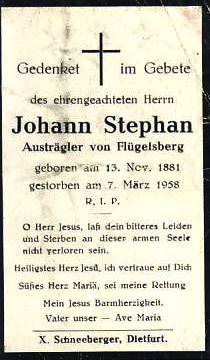 Gedenket im Gebete
des ehrengeachteten Herrn
Johann Stephan
Austrägler von Flügelsberg
geboren am 13. Nov. 1881
gestorben am 7. März 1958
R. I. P.
O Herr Jesus, laß dein bitteres Leiden
und Sterben an dieser armen Seele
nicht verloren sein.
Heiligstes Herz Jesu, ich vertraue auf Dich
Süßes Herz Mariä, sei meine Rettung
Mein Jesus Barmherzigkeit.
Vater unser — Ave Maria
X. Schneeberger, Dietfurt.